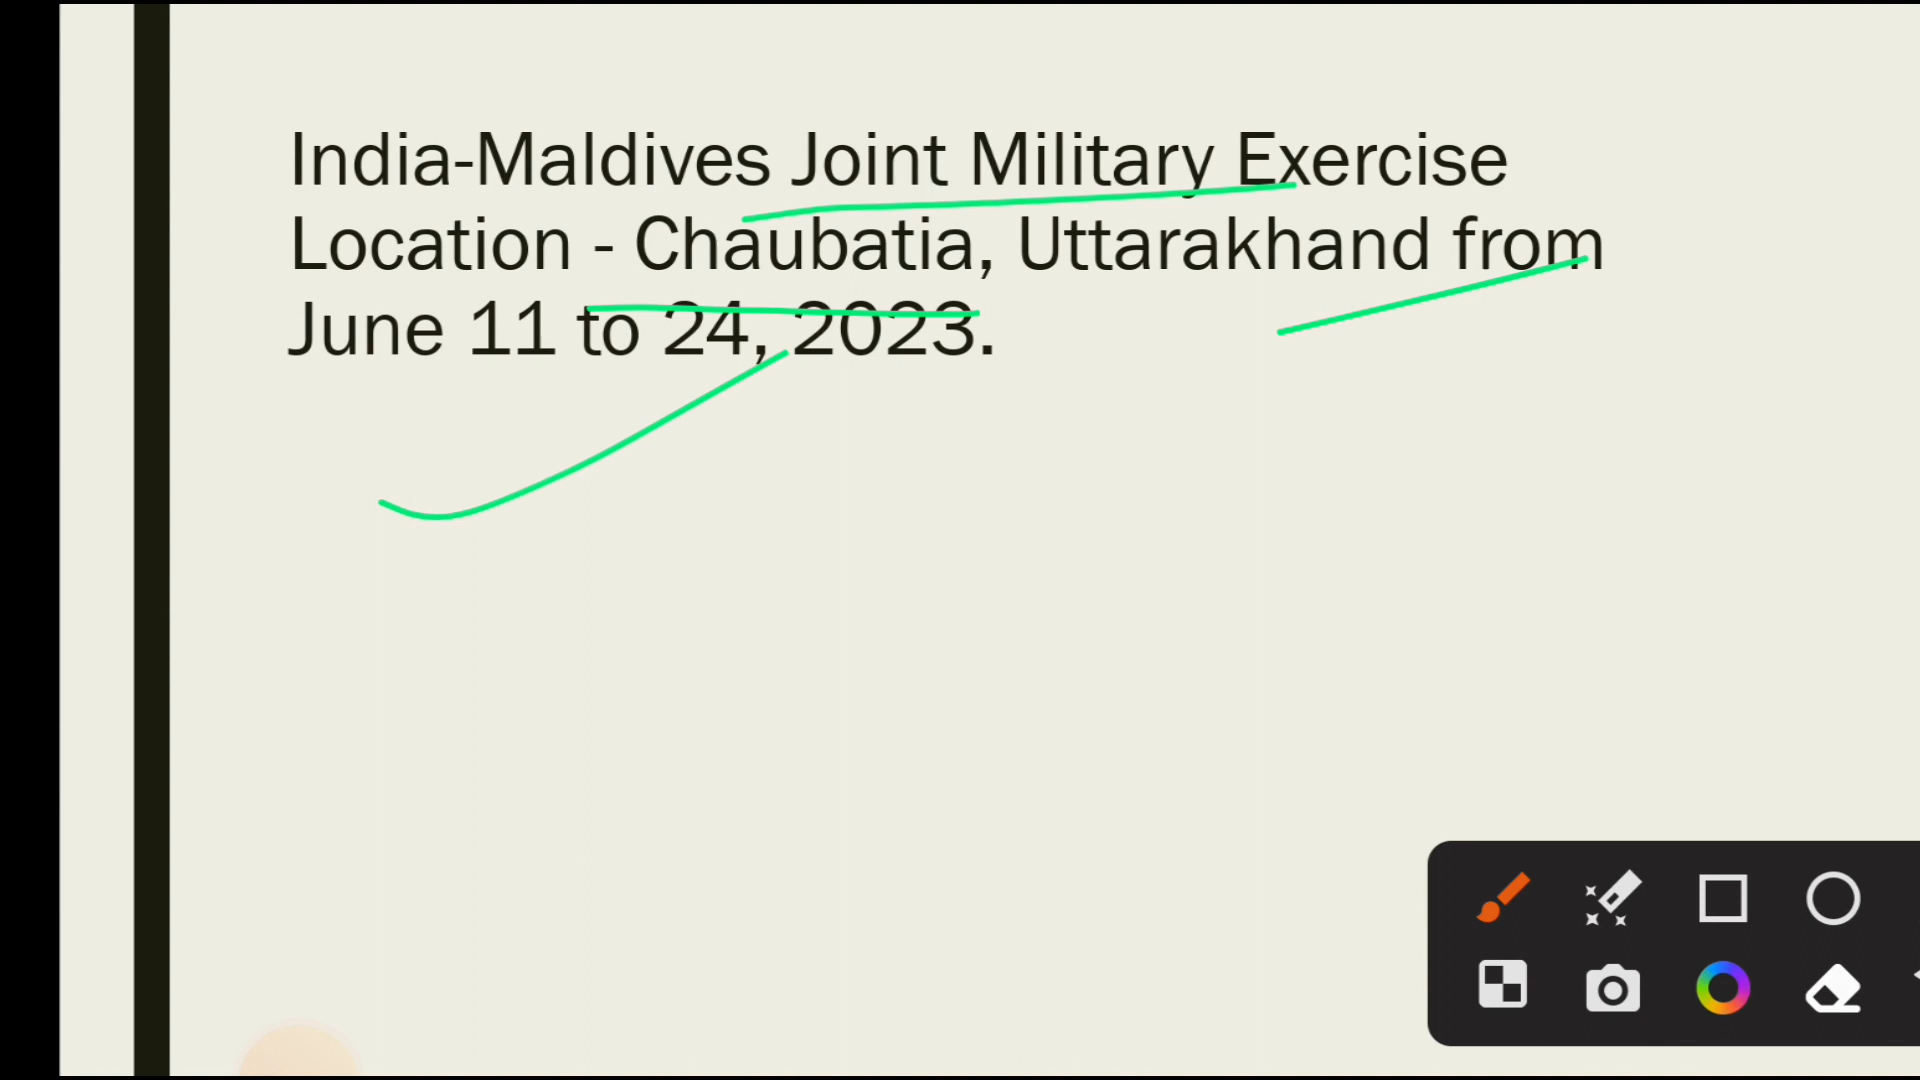 India-Maldives Joint Military Exercise
Location - Chaubatia, Uttarakhand from
June 11 to 24, 2023.